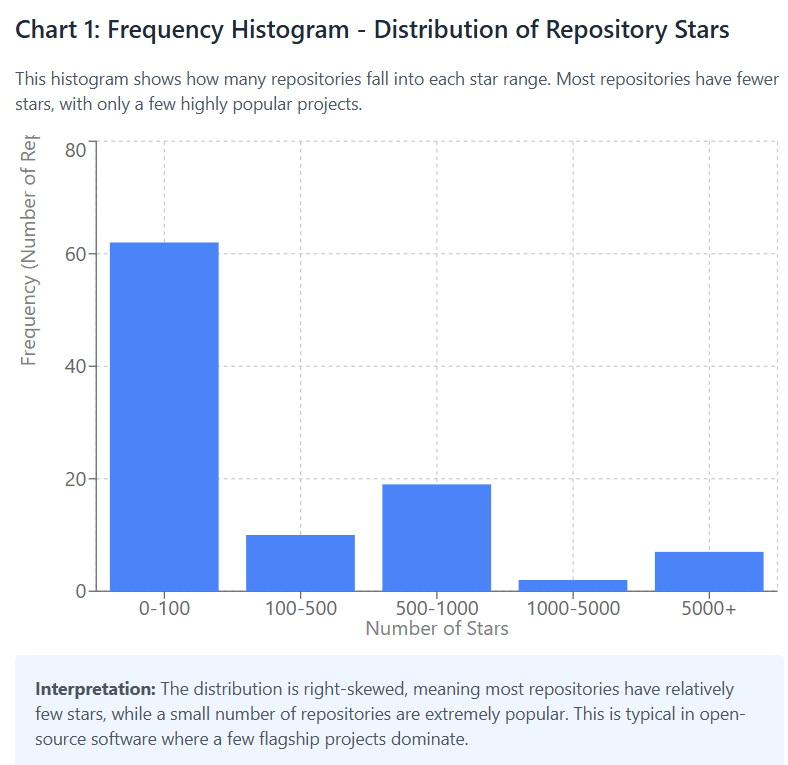 Chart 1: Frequency Histogram - Distribution of Repository Stars
This histogram shows how many repositories fall into each star range. Most repositories have fewer
stars, with only a few highly popular projects.
Frequency (Number of Rep
80
60
40
20
0
0-100 100-500 500-1000 1000-5000 5000+
Number of Stars
Interpretation: The distribution is right-skewed, meaning most repositories have relatively
few stars, while a small number of repositories are extremely popular. This is typical in open-
source software where a few flagship projects dominate.